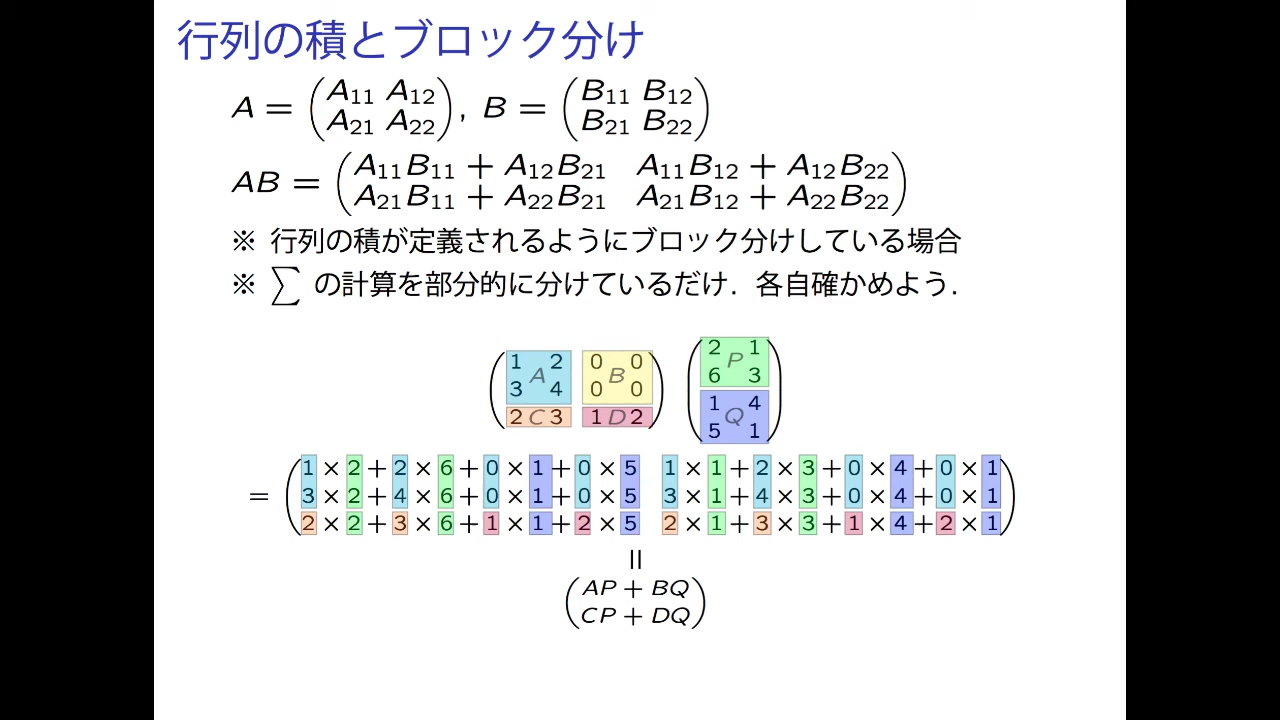 行列の積とブロック分け
A = (A11 A12
A21 A22), B = (B11 B12
B21 B22)
AB = (A11B11 + A12B21 A11B12 + A12B22
A21B11 + A22B21 A21B12 + A22B22)
※ 行列の積が定義されるようにブロック分けしている場合
※ ∑ の計算を部分的に分けているだけ．各自確かめよう．
2 1
P
1 2 0 0
A B
6 3
3 4 0 0
1 4
2 C 3 1 D 2
Q
5 1
= (1 × 2 + 2 × 6 + 0 × 1 + 0 × 5 1 × 1 + 2 × 3 + 0 × 4 + 0 × 1
3 × 2 + 4 × 6 + 0 × 1 + 0 × 5 3 × 1 + 4 × 3 + 0 × 4 + 0 × 1
2 × 2 + 3 × 6 + 1 × 1 + 2 × 5 2 × 1 + 3 × 3 + 1 × 4 + 2 × 1)
=
(AP + BQ
CP + DQ)